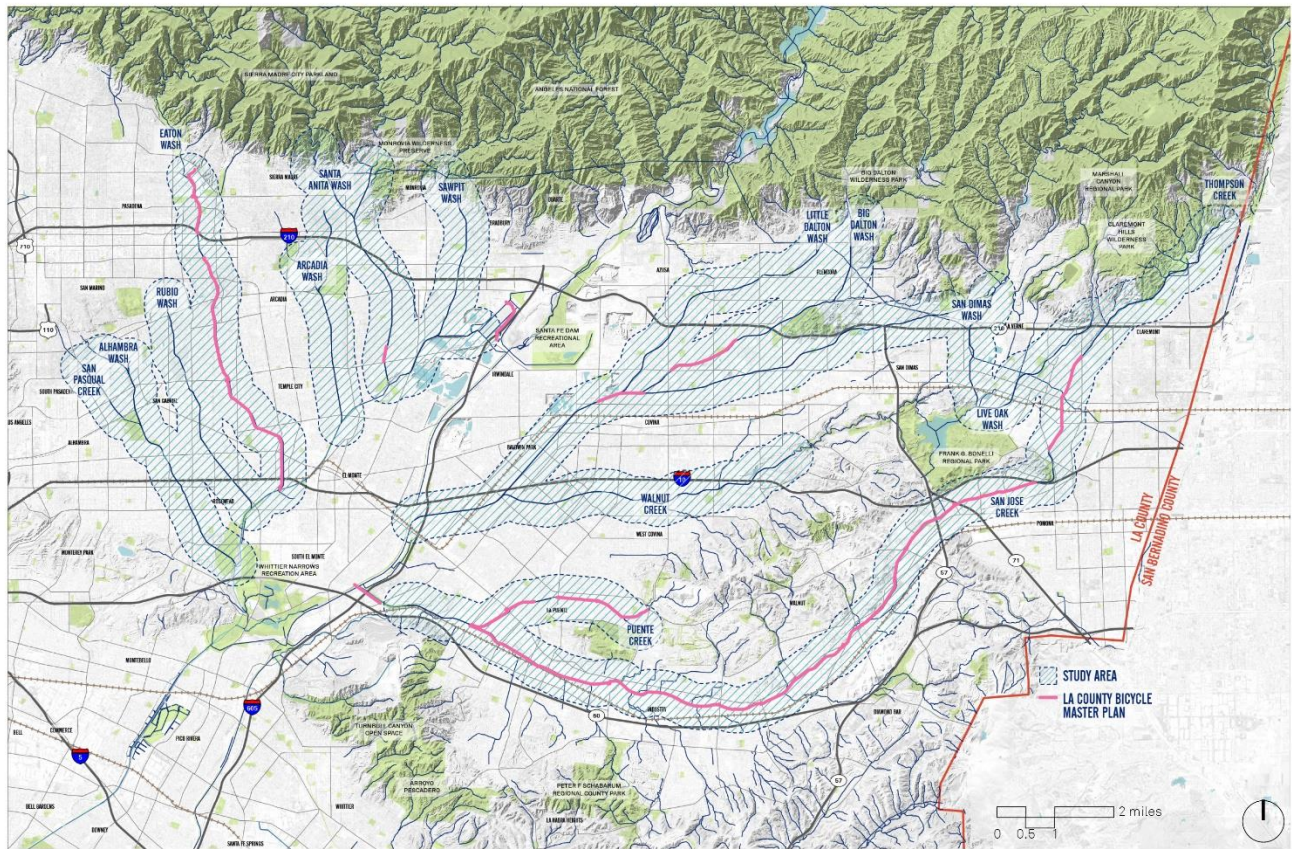 SIERRA MADRE CITY PARKLAND
ANGELES NATIONAL FOREST
EATON
WASH
MONROVIA WILDERNESS
PRESERVE
SIERRA MADRE
SANTA
ANITA WASH
MONROVIA
SAWPIT
WASH
DUARTE
BRADBURY
BIG DALTON
WILDERNESS PARK
MARSHALL
CANYON
REGIONAL PARK
THOMPSON
CREEK
CLAREMONT
HILLS
WILDERNESS
PARK
LITTLE
DALTON
WASH
BIG
DALTON
WASH
PASADENA
210
710
ARCADIA
WASH
AZUSA
GLENDORA
SAN MARINO
RUBIO
WASH
ARCADIA
SAN DIMAS
WASH
LA VERNE
210
CLAREMONT
110
SANTA FE DAM
RECREATIONAL
AREA
ALHAMBRA
WASH
IRWINDALE
SAN
PASQUAL
CREEK
SAN DIMAS
SOUTH PASADENA
TEMPLE CITY
SAN GABRIEL
LIVE OAK
WASH
LOS ANGELES
COVINA
ALHAMBRA
BALDWIN PARK
FRANK G. BONELLI
REGIONAL PARK
EL MONTE
10
ROSEMEAD
WALNUT
CREEK
SAN JOSE
CREEK
POMONA
LA COUNTY
SAN BERNADINO COUNTY
WEST COVINA
MONTEREY PARK
SOUTH EL MONTE
WHITTIER NARROWS
RECREATION AREA
71
57
WALNUT
LA PUENTE
PUENTE
CREEK
MONTEBELLO
STUDY AREA
LA COUNTY BICYCLE
MASTER PLAN
605
INDUSTRY
60
DIAMOND BAR
TURNBULL CANYON
OPEN SPACE
COMMERCE
BELL
PICO RIVERA
5
57
ARROYO
PESCADERO
PETER F SCHABARUM
REGIONAL COUNTY PARK
BELL GARDENS
WHITTIER
LA HABRA HEIGHTS
DOWNEY
SANTA FE SPRINGS
0 0.5 1 2 miles